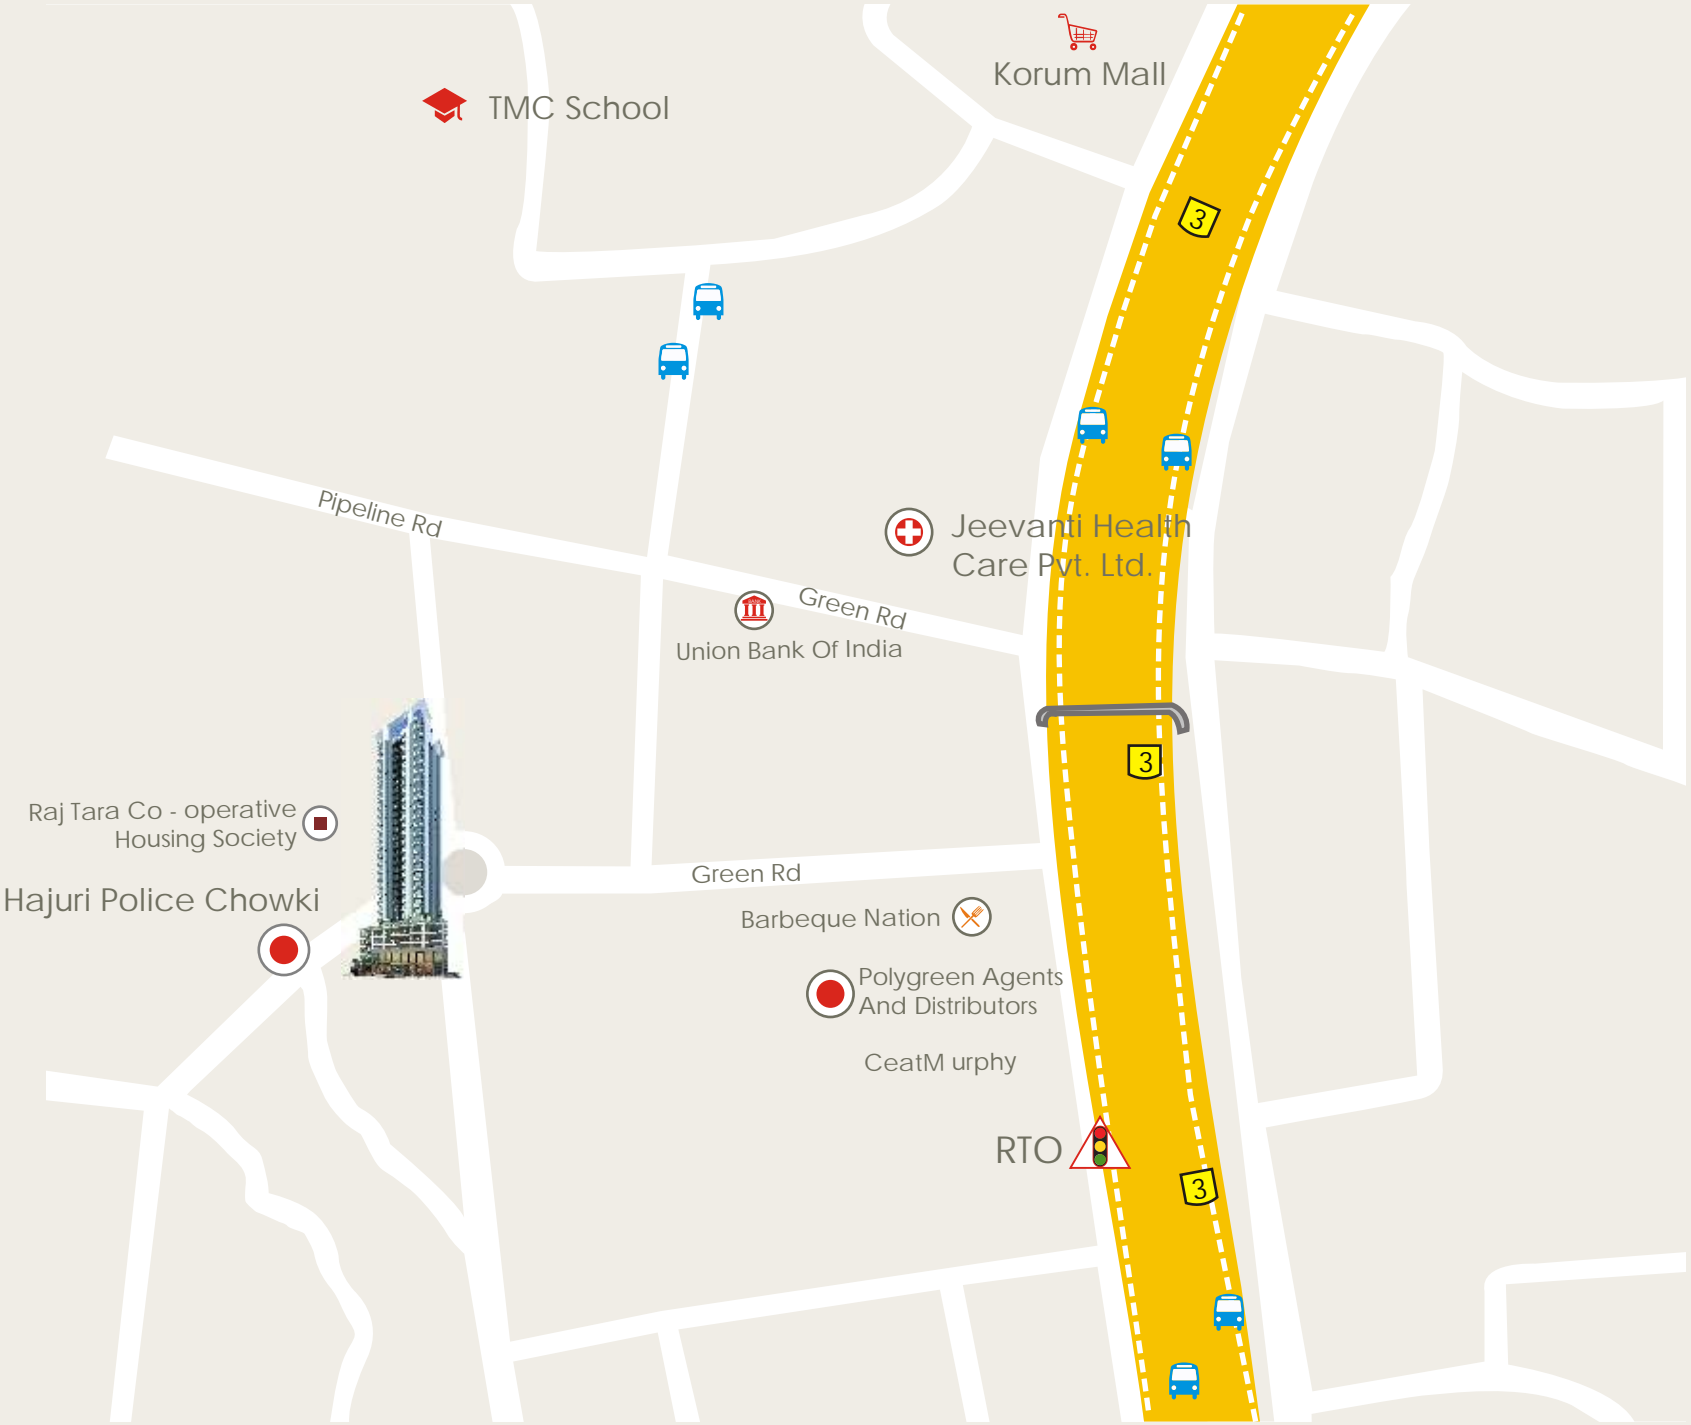 Korum Mall
TMC School
3
Pipeline Rd
Jeevanti Health
Care Pvt. Ltd.
Green Rd
Union Bank Of India
3
Raj Tara Co - operative
Housing Society
Green Rd
Hajuri Police Chowki
Barbeque Nation
Polygreen Agents
And Distributors
CeatM urphy
RTO
3